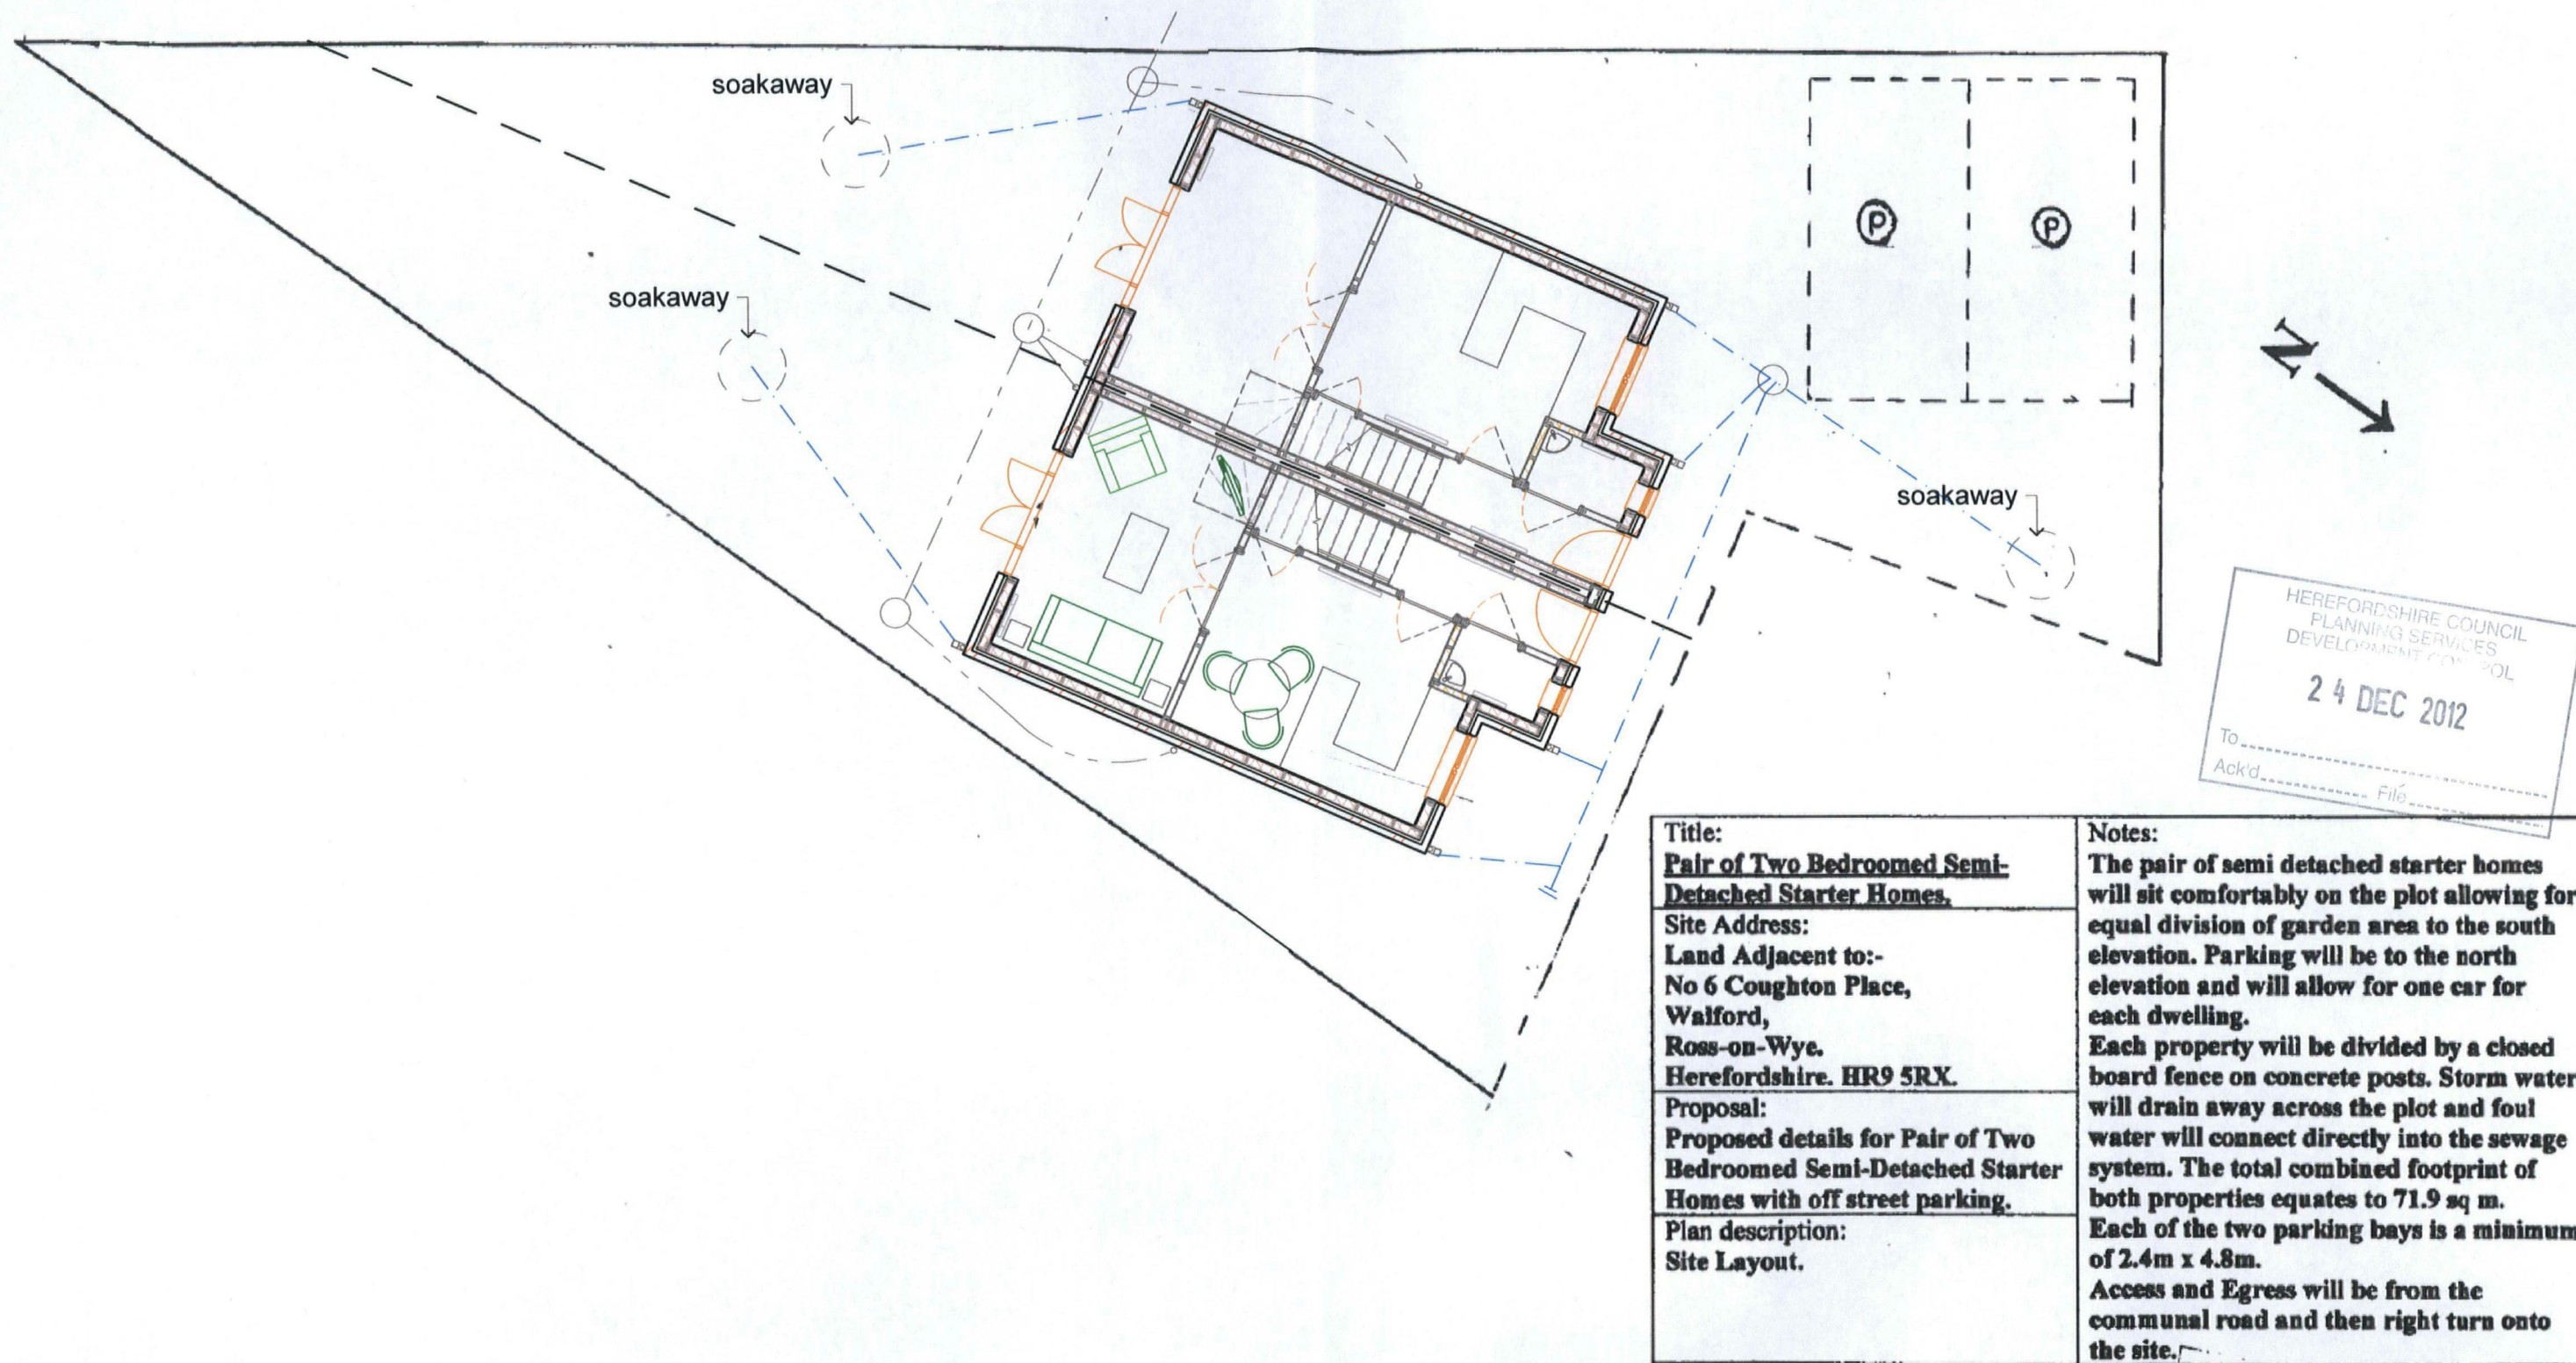 soakaway
soakaway
soakaway
P
P
N
HEREFORDSHIRE COUNCIL
PLANNING SERVICES
DEVELOPMENT CONTROL
24 DEC 2012
To
Ack'd
File
Title:
Pair of Two Bedroomed Semi-
Detached Starter Homes.
Site Address:
Land Adjacent to:-
No 6 Coughton Place,
Walford,
Ross-on-Wye.
Herefordshire. HR9 5RX.
Proposal:
Proposed details for Pair of Two
Bedroomed Semi-Detached Starter
Homes with off street parking.
Plan description:
Site Layout.
Notes:
The pair of semi detached starter homes
will sit comfortably on the plot allowing for
equal division of garden area to the south
elevation. Parking will be to the north
elevation and will allow for one car for
each dwelling.
Each property will be divided by a closed
board fence on concrete posts. Storm water
will drain away across the plot and foul
water will connect directly into the sewage
system. The total combined footprint of
both properties equates to 71.9 sq m.
Each of the two parking bays is a minimum
of 2.4m x 4.8m.
Access and Egress will be from the
communal road and then right turn onto
the site.